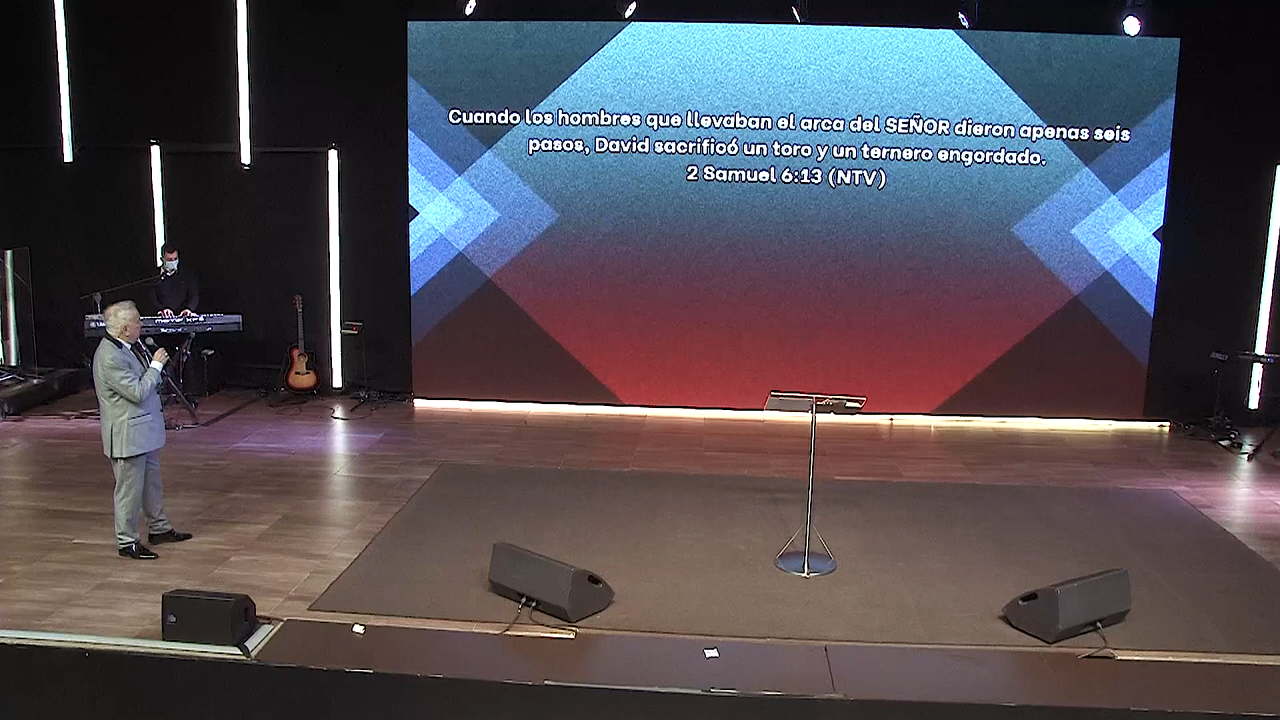 Cuando los hombres que llevaban el arca del SEÑOR dieron apenas seis
pasos, David sacrificó un toro y un ternero engordado.
2 Samuel 6:13 (NTV)